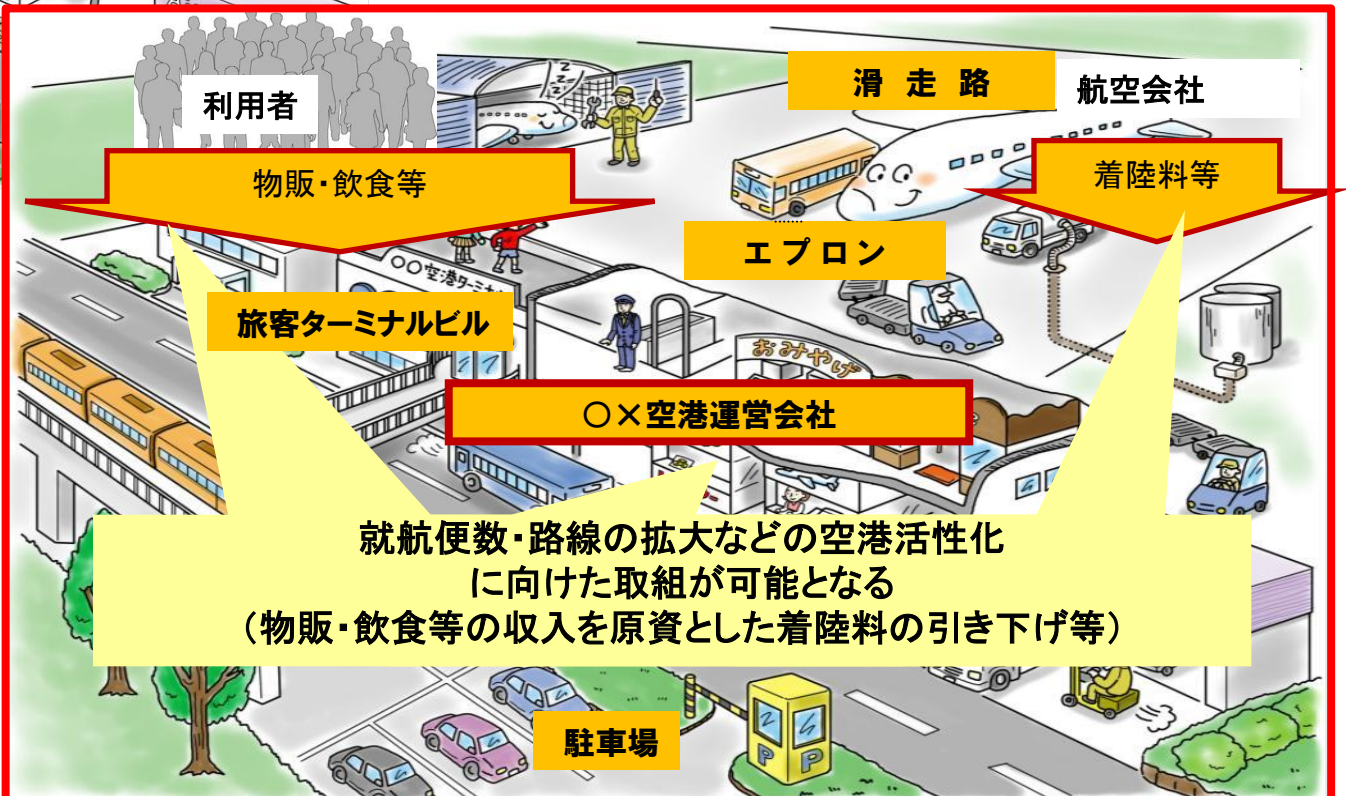 利用者
滑走路
航空会社
物販・飲食等
着陸料等
エプロン
○○空港ターミナル
旅客ターミナルビル
おみやげ
○×空港運営会社
就航便数・路線の拡大などの空港活性化
に向けた取組が可能となる
（物販・飲食等の収入を原資とした着陸料の引き下げ等）
駐車場
P P